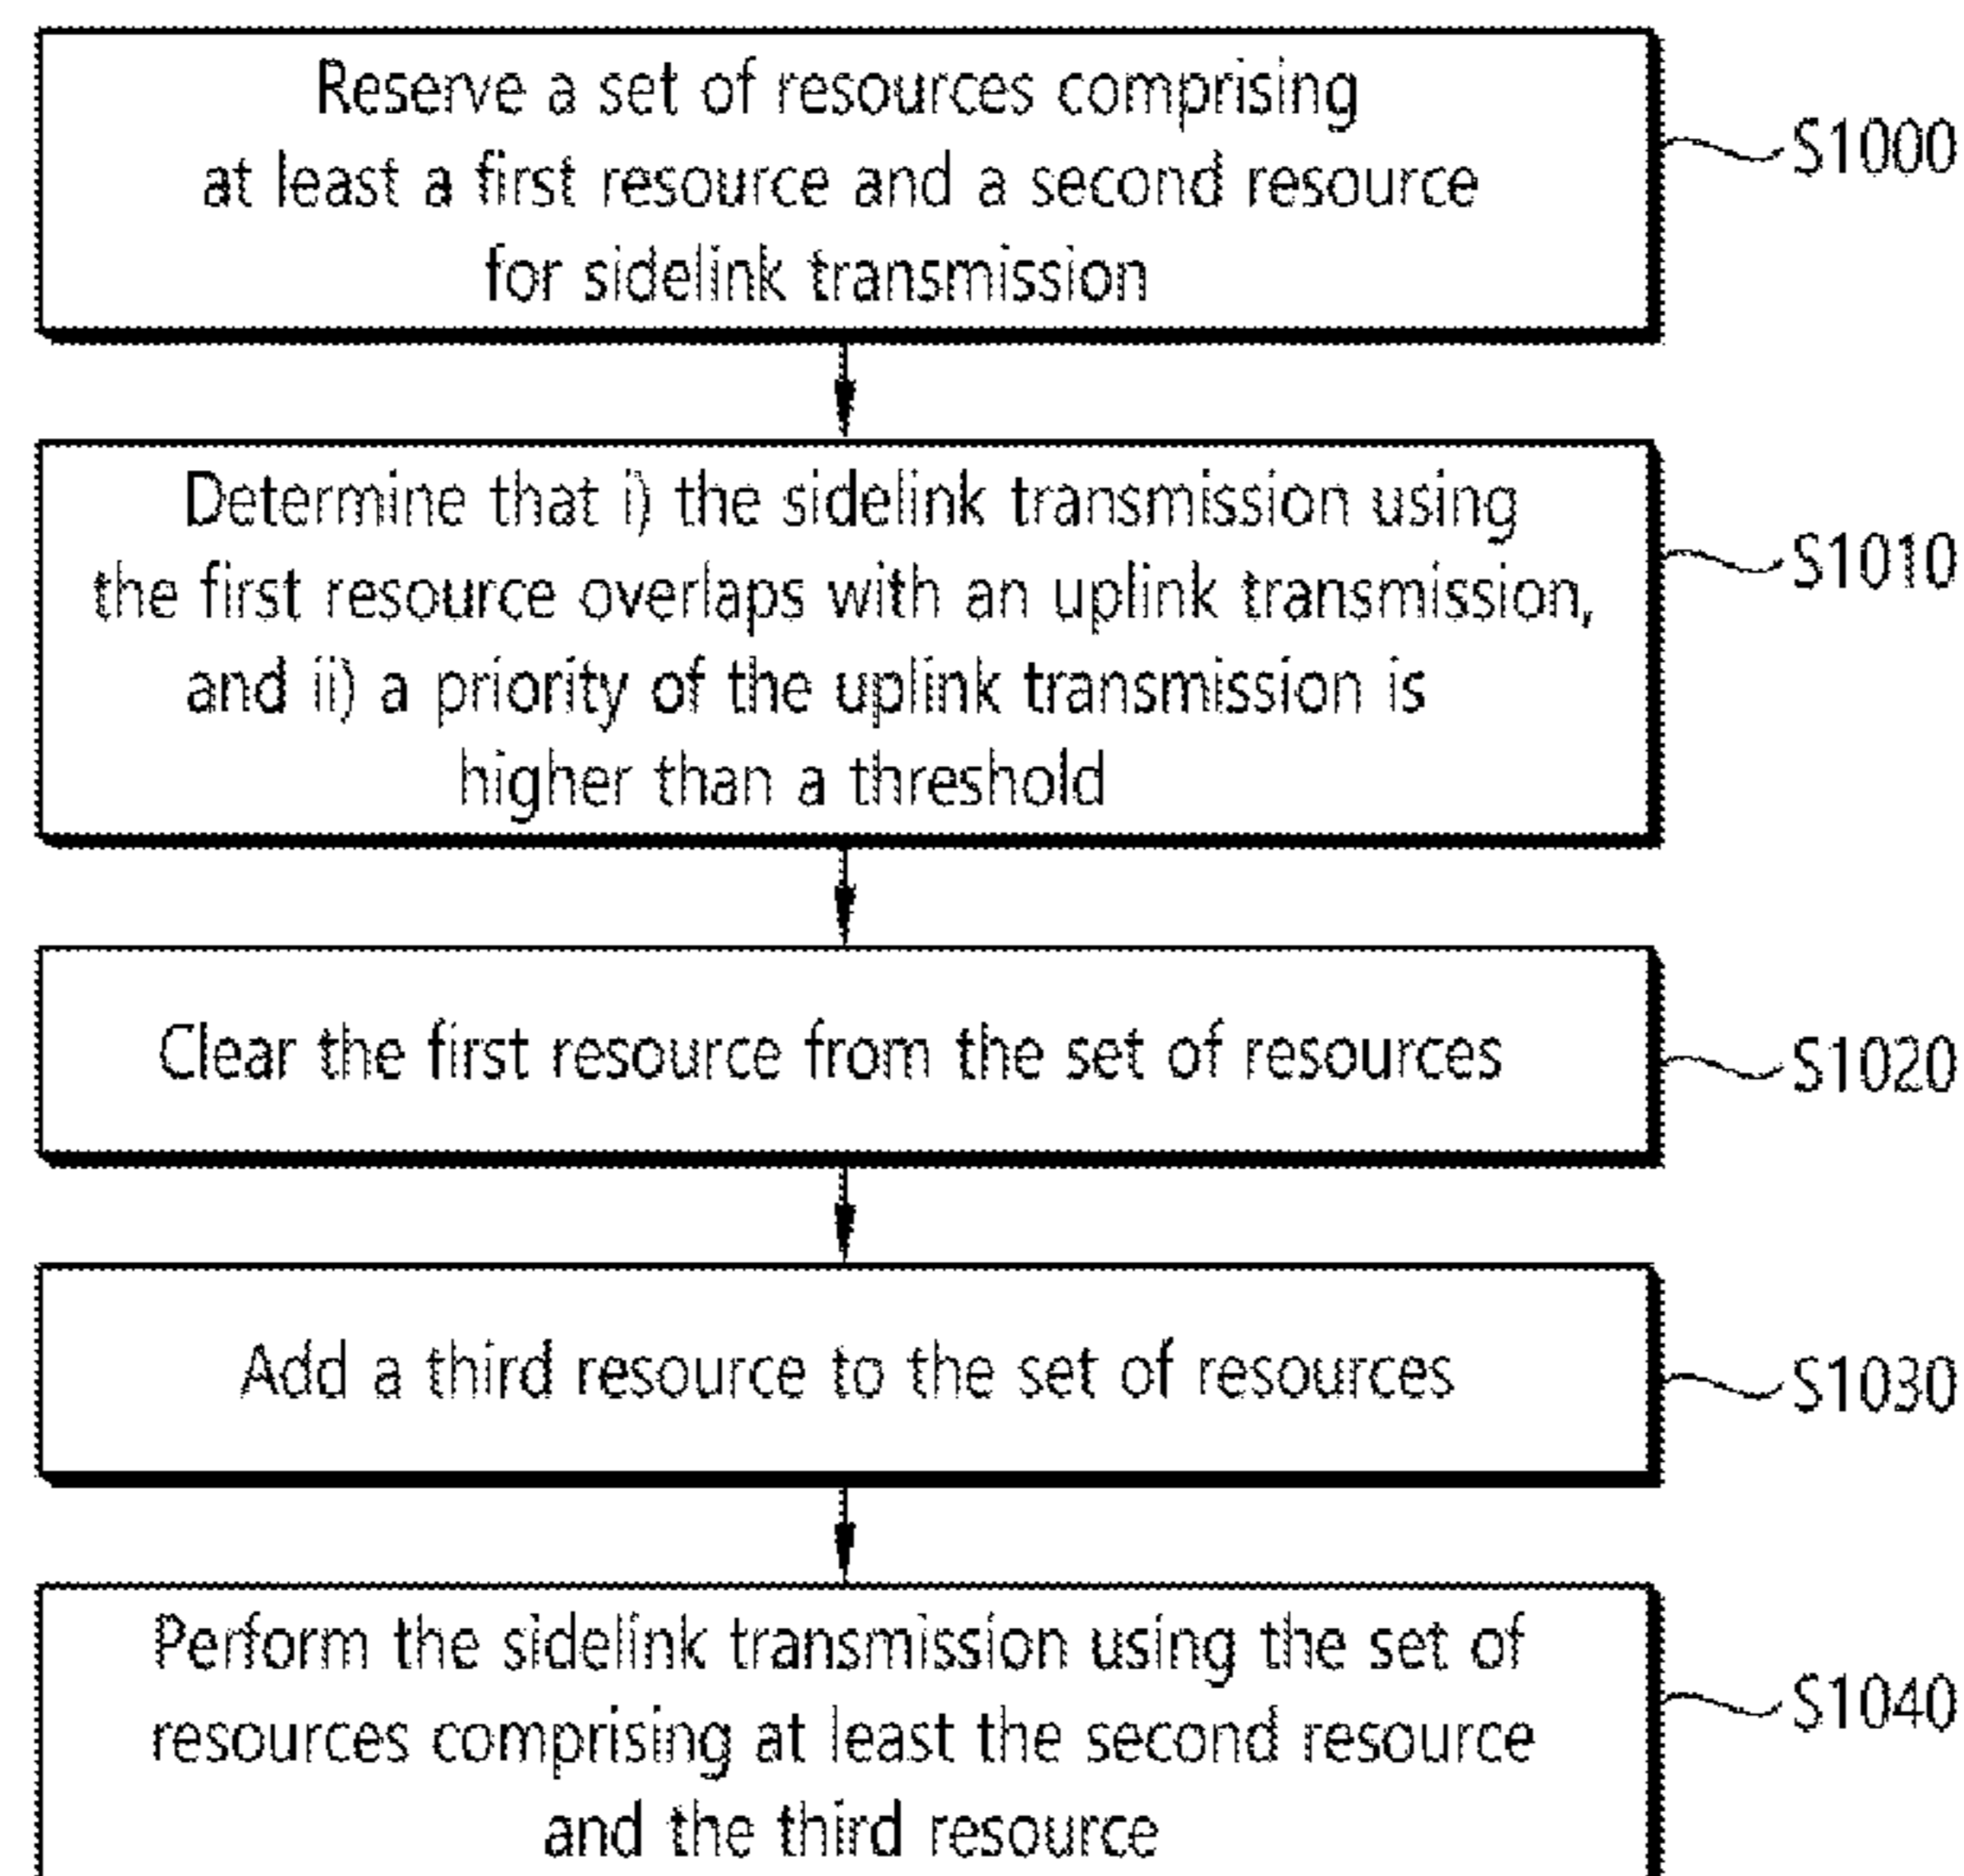 Reserve a set of resources comprising
at least a first resource and a second resource
for sidelink transmission
S1000
Determine that i) the sidelink transmission using
the first resource overlaps with an uplink transmission,
and ii) a priority of the uplink transmission is
higher than a threshold
S1010
Clear the first resource from the set of resources
S1020
Add a third resource to the set of resources
S1030
Perform the sidelink transmission using the set of
resources comprising at least the second resource
and the third resource
S1040